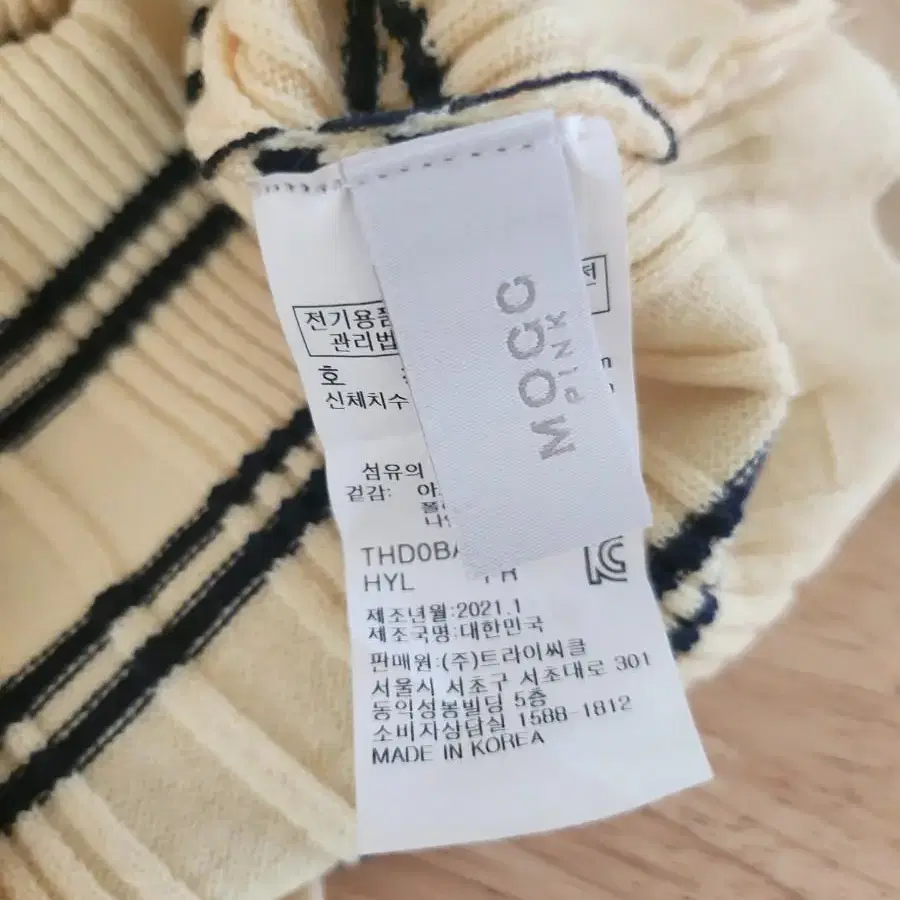 MOGG
PINK
전기용품
관리법
호
신체치수
섬유의
겉감:
THD0BA
HYL
제조년월:2021.1
제조국명:대한민국
판매원:(주)트라이씨클
서울시 서초구 서초대로 301
동익성봉빌딩 5층
소비자상담실 1588-1812
MADE IN KOREA